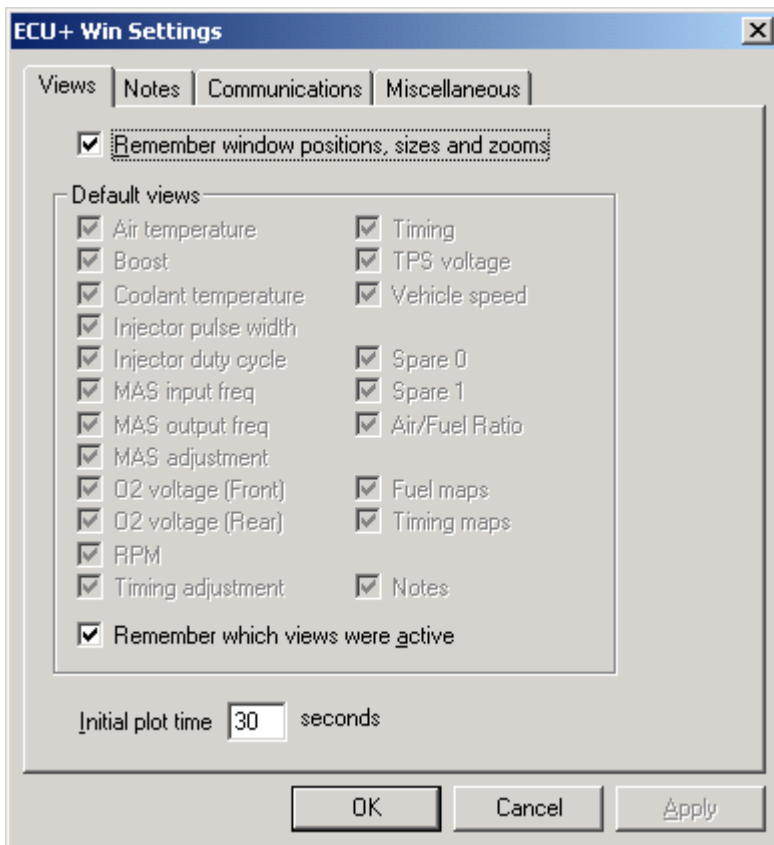 ECU+ Win Settings
Views Notes Communications Miscellaneous
Remember window positions, sizes and zooms
Default views
Air temperature Timing
Boost TPS voltage
Coolant temperature Vehicle speed
Injector pulse width
Injector duty cycle Spare 0
MAS input freq Spare 1
MAS output freq Air/Fuel Ratio
MAS adjustment
O2 voltage (Front) Fuel maps
O2 voltage (Rear) Timing maps
RPM
Timing adjustment Notes
Remember which views were active
Initial plot time 30 seconds
OK Cancel Apply